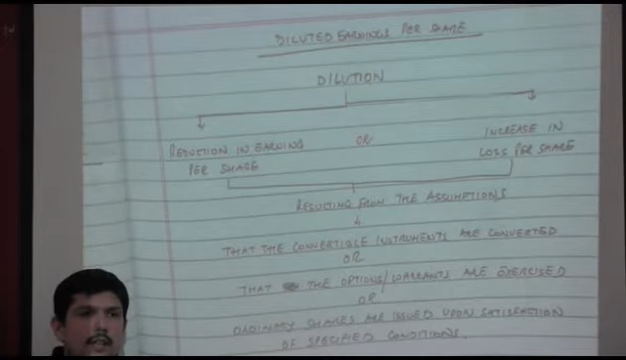 DILUTED EARNINGS PER SHARE
DILUTION
REDUCTION IN EARNING OR INCREASE IN
PER SHARE LOSS PER SHARE
RESULTING FROM THE ASSUMPTIONS
THAT THE CONVERTIBLE INSTRUMENTS ARE CONVERTED
OR
THAT THE OPTIONS/WARRANTS ARE EXERCISED
OR
ORDINARY SHARES ARE ISSUED UPON SATISFACTION
OF SPECIFIED CONDITIONS.